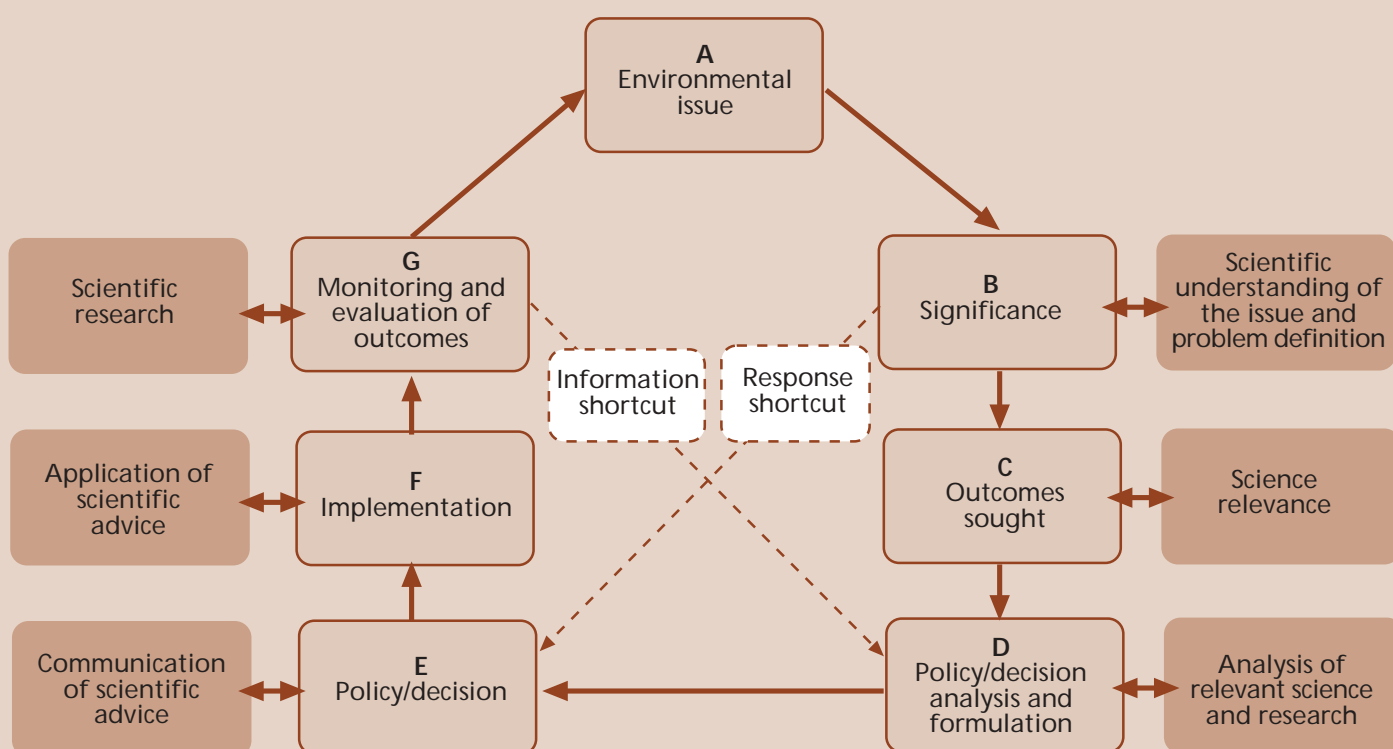 A
Environmental
issue
Scientific
research
G
Monitoring and
evaluation of
outcomes
B
Significance
Scientific
understanding of
the issue and
problem definition
Information
shortcut
Response
shortcut
Application of
scientific
advice
F
Implementation
C
Outcomes
sought
Science
relevance
Communication
of scientific
advice
E
Policy/decision
D
Policy/decision
analysis and
formulation
Analysis of
relevant science
and research